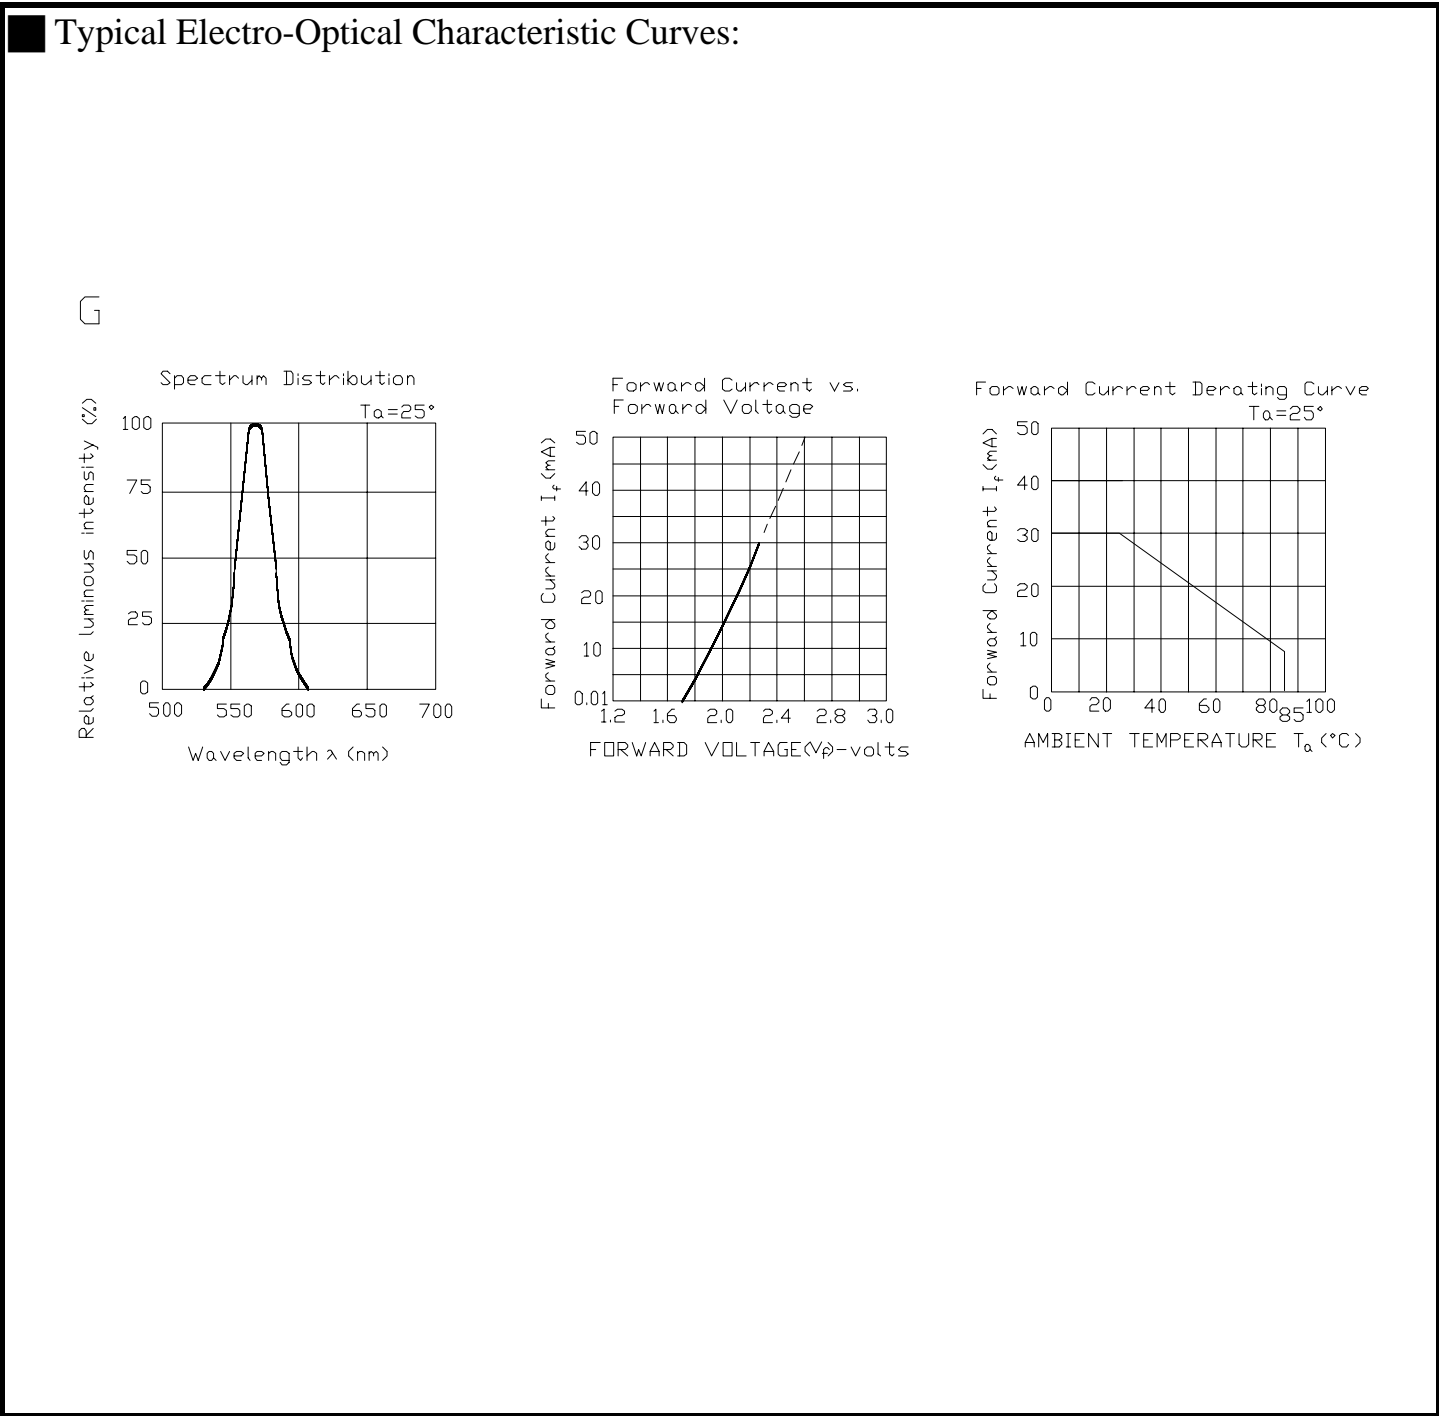 Typical Electro-Optical Characteristic Curves:
G
Spectrum Distribution
Ta=25°
Relative luminous intensity (%)
100
75
50
25
0
500 550 600 650 700
Wavelength λ (nm)
Forward Current vs.
Forward Voltage
Forward Current If (mA)
50
40
30
20
10
0.01
1.2 1.6 2.0 2.4 2.8 3.0
FORWARD VOLTAGE(VF)-volts
Forward Current Derating Curve
Ta=25°
Forward Current If (mA)
50
40
30
20
10
0
0 20 40 60 80 85 100
AMBIENT TEMPERATURE Ta (°C)